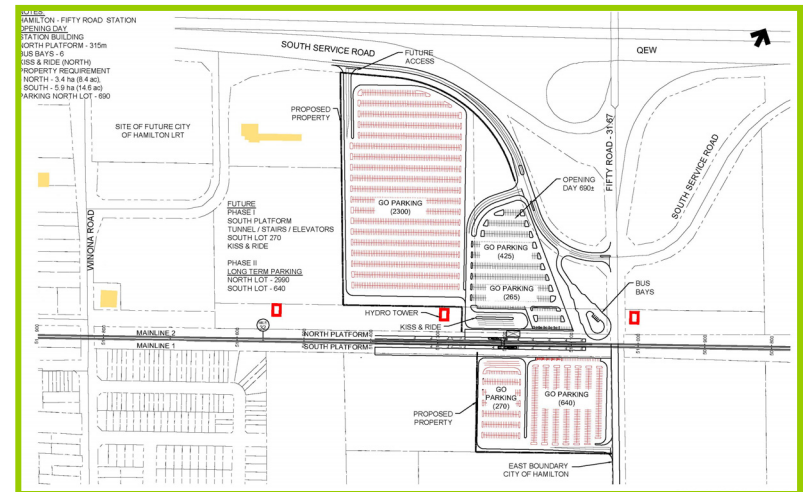 NOTES:
HAMILTON - FIFTY ROAD STATION
OPENING DAY
STATION BUILDING
NORTH PLATFORM - 315m
BUS BAYS - 6
KISS & RIDE (NORTH)
PROPERTY REQUIREMENT
NORTH - 3.4 ha (8.4 ac),
SOUTH - 5.9 ha (14.6 ac)
PARKING NORTH LOT - 690
SOUTH SERVICE ROAD
FUTURE
ACCESS
QEW
PROPOSED
PROPERTY
SITE OF FUTURE CITY
OF HAMILTON LRT
FIFTY ROAD - 31.67
SOUTH SERVICE ROAD
WINONA ROAD
OPENING
DAY 690±
GO PARKING
(2300)
FUTURE
PHASE I
SOUTH PLATFORM
TUNNEL / STAIRS / ELEVATORS
SOUTH LOT 270
KISS & RIDE
PHASE II
LONG TERM PARKING
NORTH LOT - 2990
SOUTH LOT - 640
GO PARKING
(425)
GO PARKING
(265)
BUS
BAYS
HYDRO TOWER
KISS & RIDE
MAINLINE 2
NORTH PLATFORM
MAINLINE 1
SOUTH PLATFORM
GO
PARKING
(270)
GO PARKING
(640)
PROPOSED
PROPERTY
EAST BOUNDARY
CITY OF HAMILTON